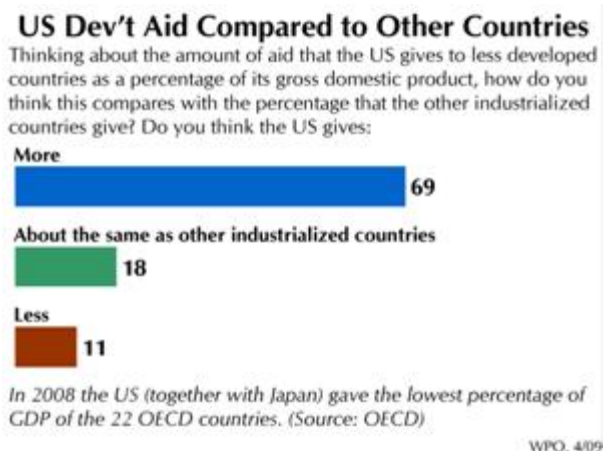 US Dev't Aid Compared to Other Countries
Thinking about the amount of aid that the US gives to less developed
countries as a percentage of its gross domestic product, how do you
think this compares with the percentage that the other industrialized
countries give? Do you think the US gives:
More
69
About the same as other industrialized countries
18
Less
11
In 2008 the US (together with Japan) gave the lowest percentage of
GDP of the 22 OECD countries. (Source: OECD)
WPO, 4/09